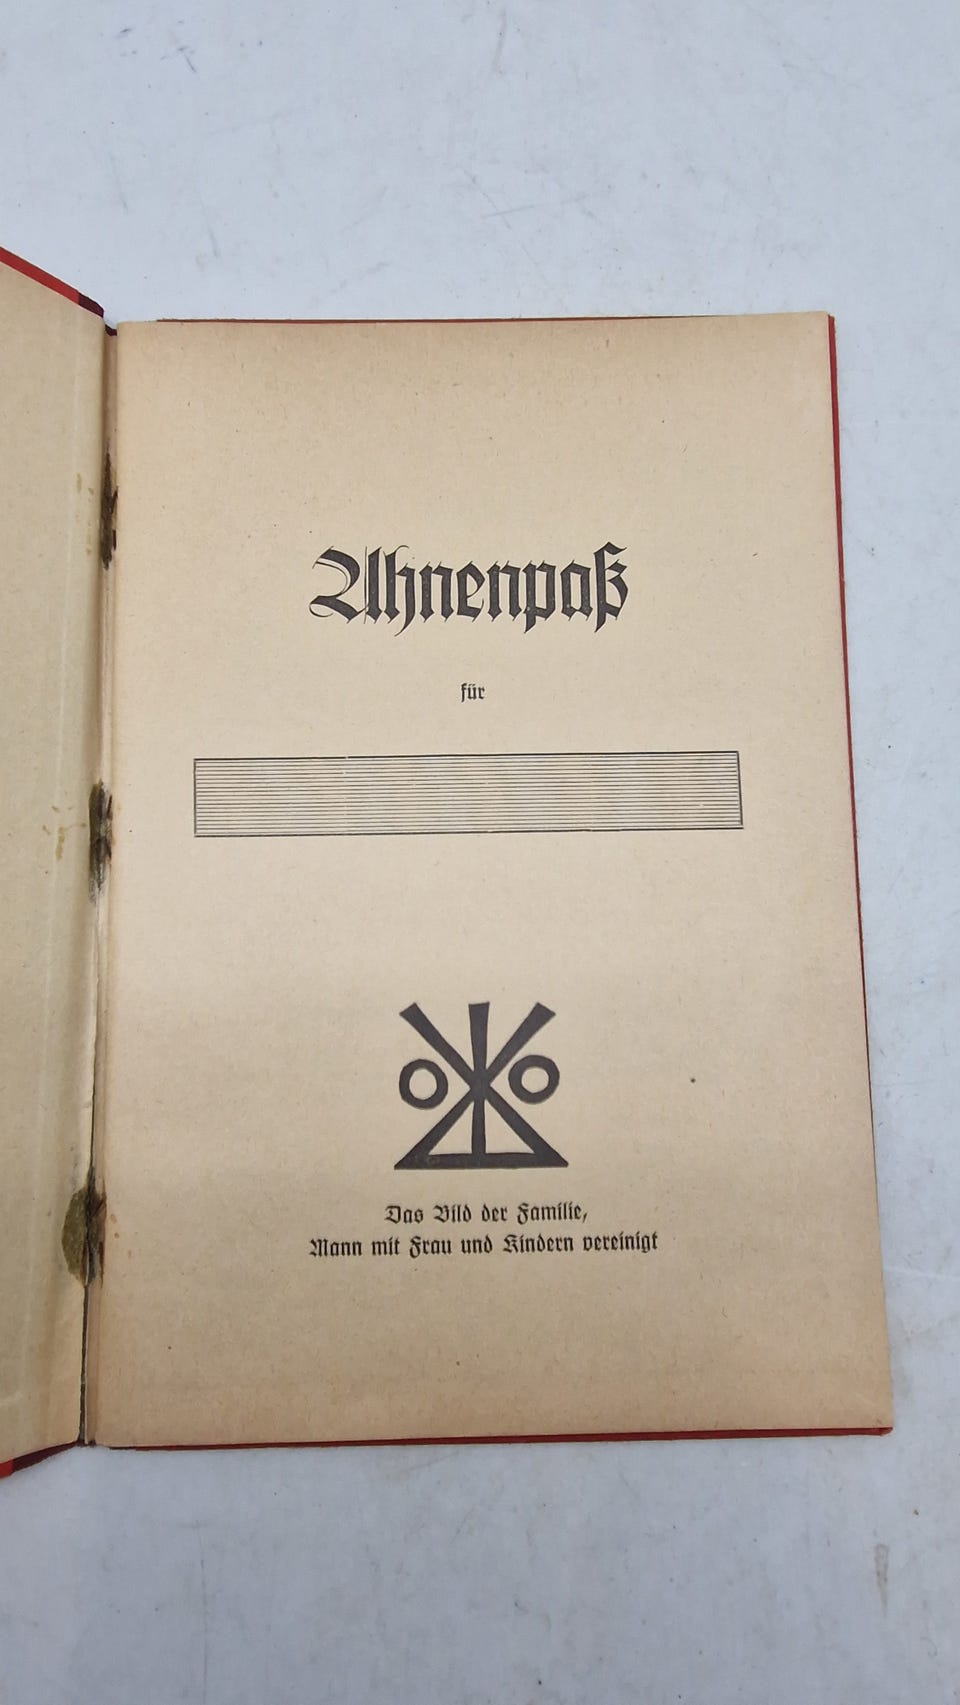 Ahnenpaß
für
Das Bild der Familie,
Mann mit Frau und Kindern vereinigt